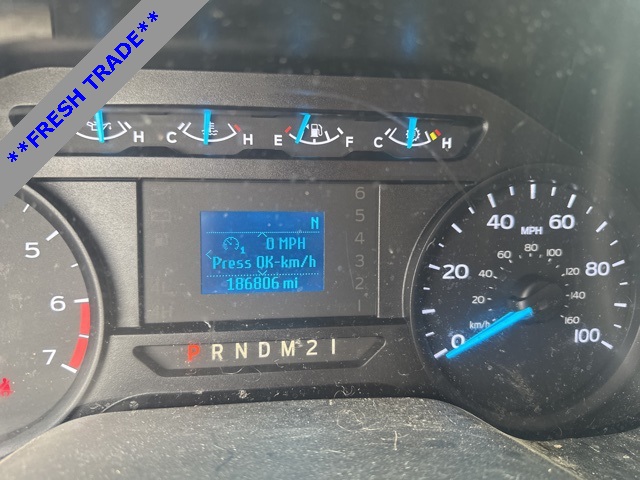 **FRESH TRADE**
H C H E F C H
6
5
4
3
2
1
N
1 0 MPH
Press OK-km/h
186806 mi
5
6
7
PRNDM21
0 20 40 60 80 100
MPH
20 40 60 80 100 120 140 160
km/h